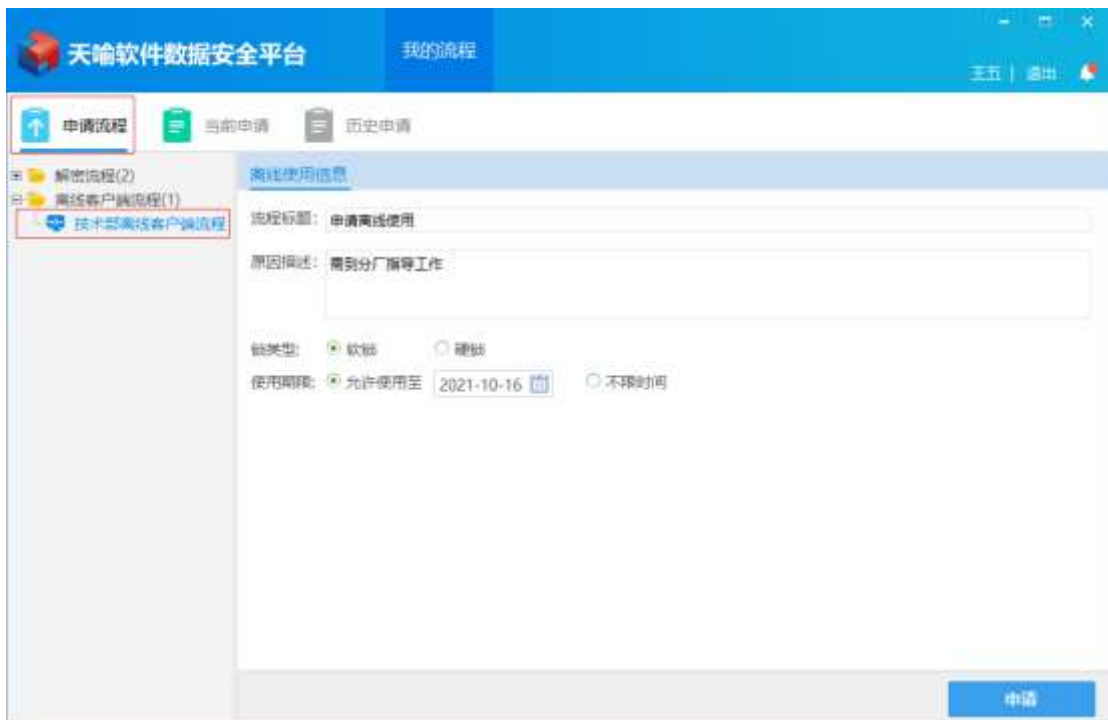 天喻软件数据安全平台
我的流程
王五 | 退出
申请流程
当前申请
历史申请
解密流程(2)
离线客户端流程(1)
技术部离线客户端流程
离线使用信息
流程标题: 申请离线使用
原因描述: 需到分厂指导工作
链类型: 软链 硬链
使用期限: 允许使用至 2021-10-16 不限时间
申请